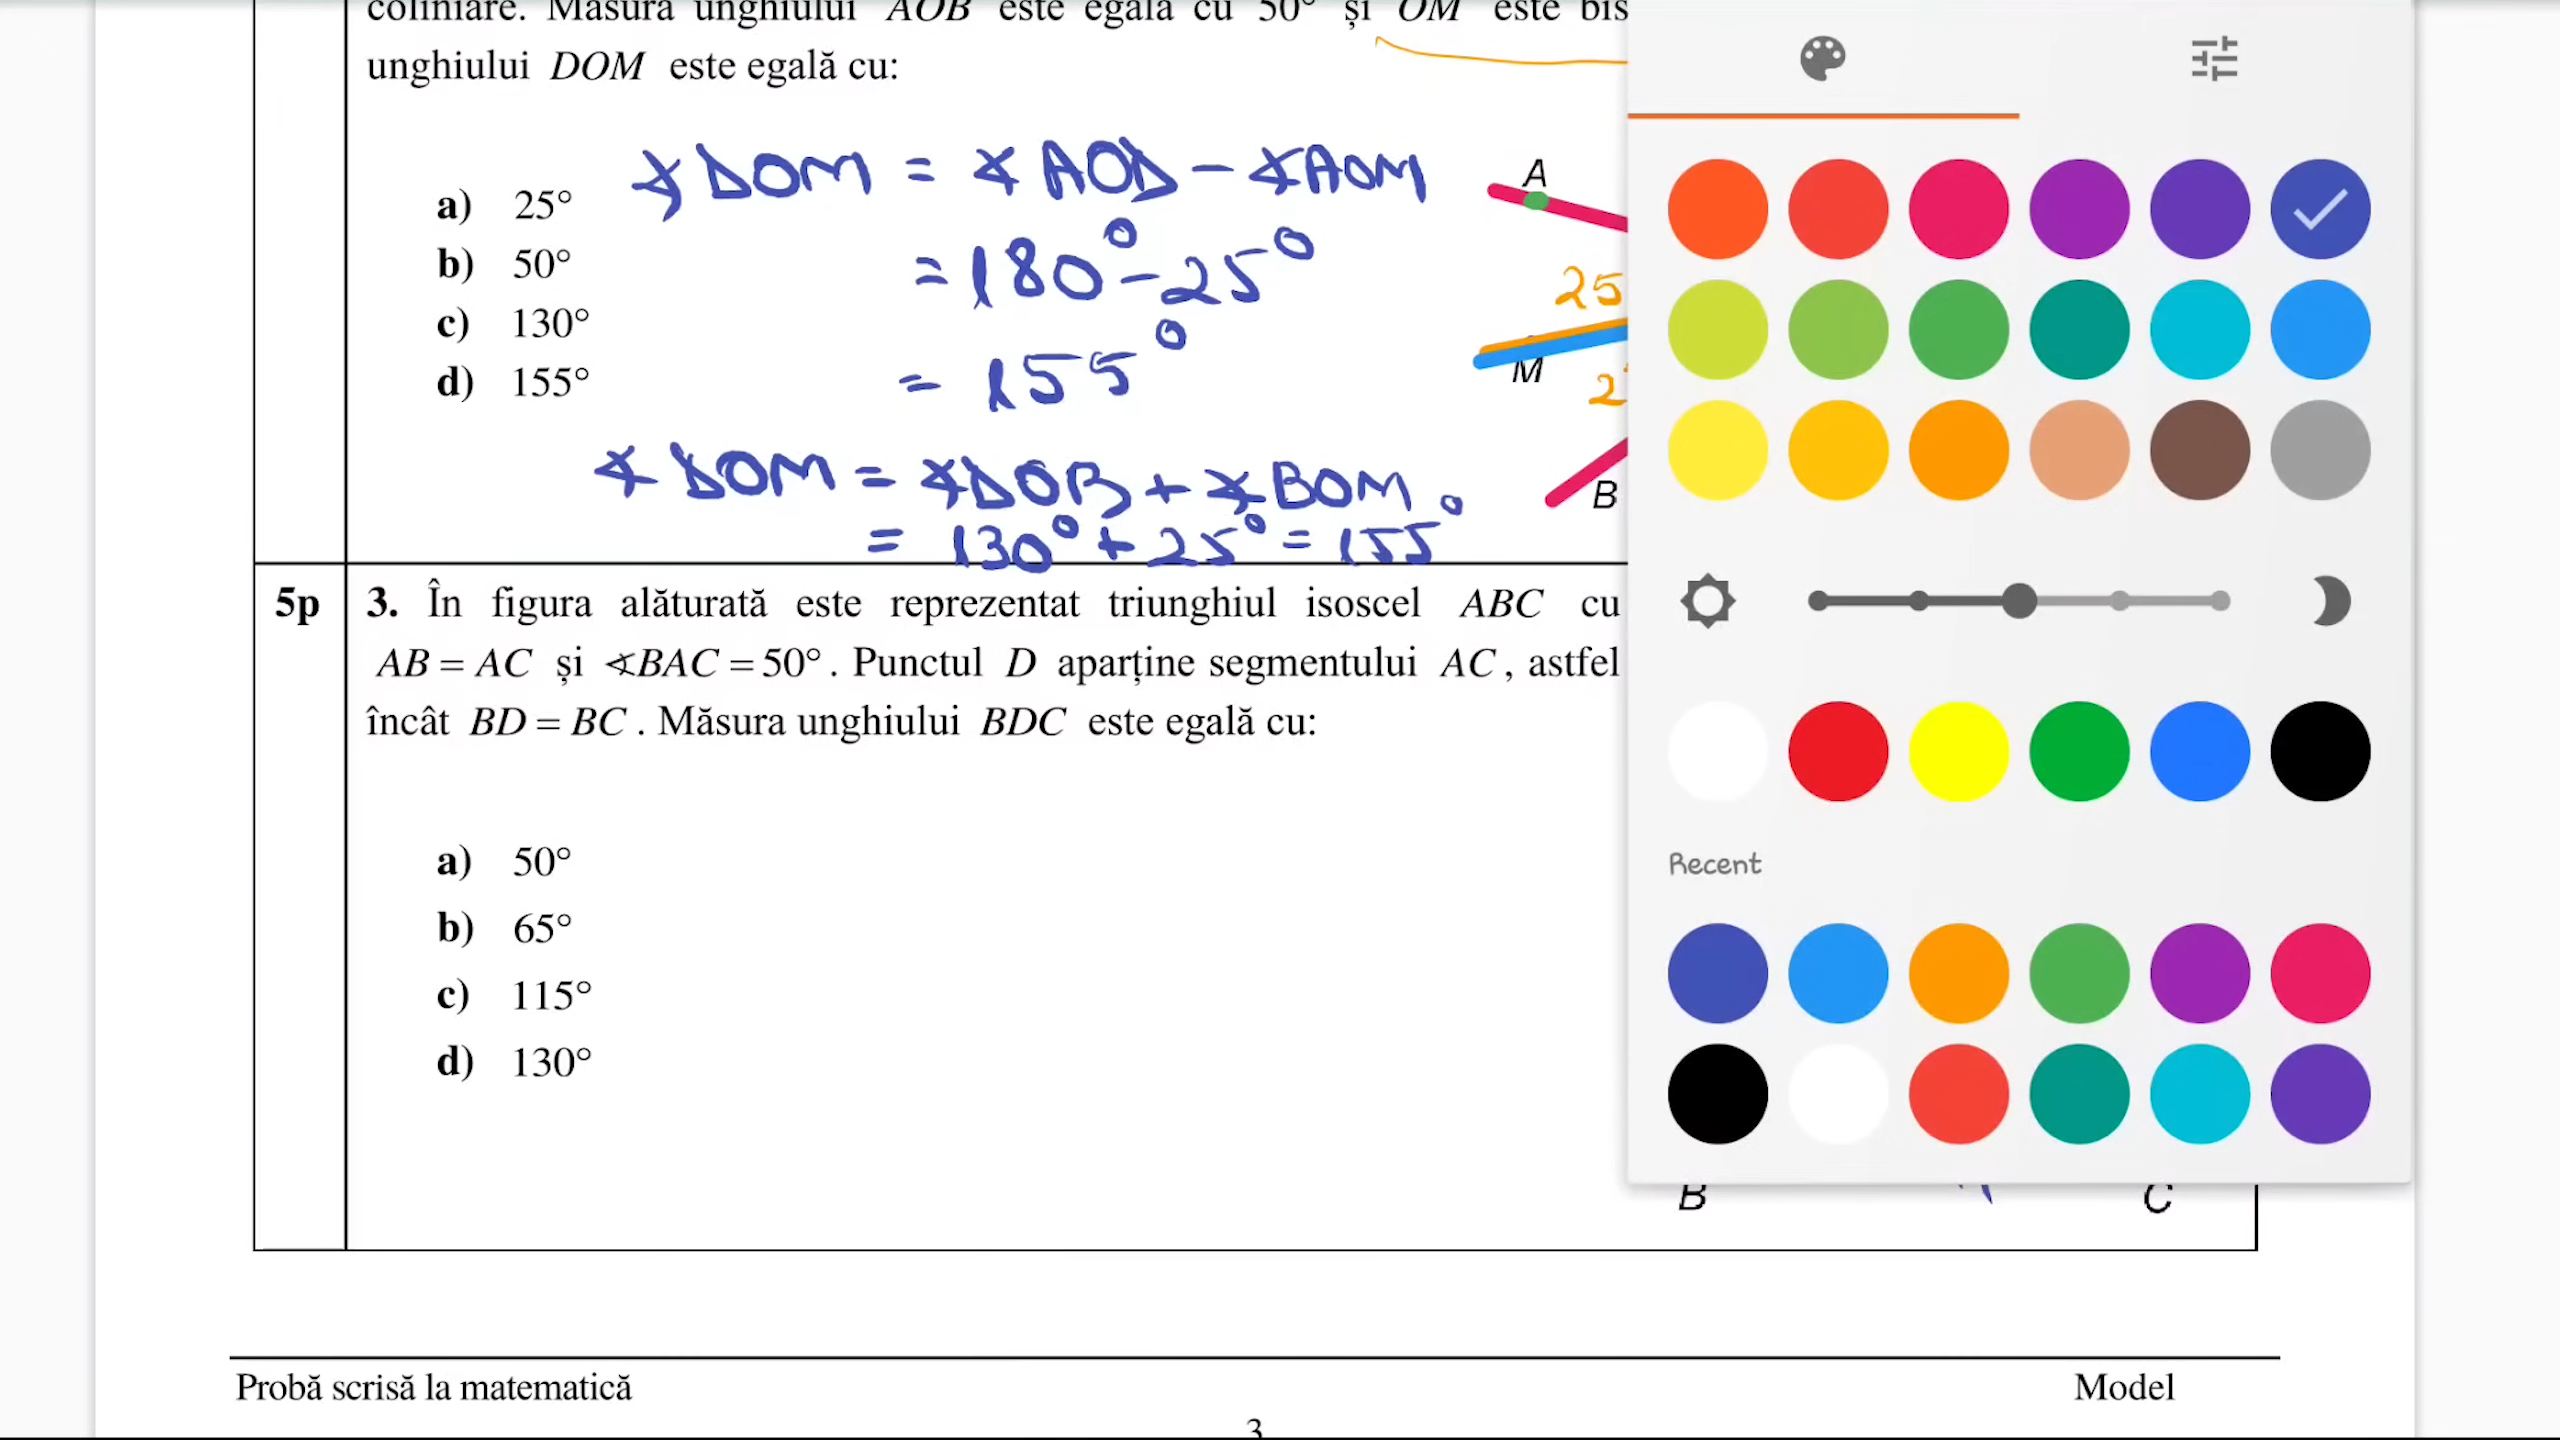 coliniare. Măsura unghiului AOB este egală cu 50° și OM este bis
unghiului DOM este egală cu:
∢DOM = ∢AOD − ∢AOM
A
a) 25°
= 180° − 25°
b) 50°
25
c) 130°
= 155°
M
d) 155°
2
∢DOM = ∢DOB + ∢BOM
B
= 130° + 25° = 155°
5p
3. În figura alăturată este reprezentat triunghiul isoscel ABC cu
AB = AC și ∢BAC = 50°. Punctul D aparține segmentului AC, astfel
încât BD = BC. Măsura unghiului BDC este egală cu:
a) 50°
b) 65°
c) 115°
d) 130°
Recent
B C
Probă scrisă la matematică Model
3